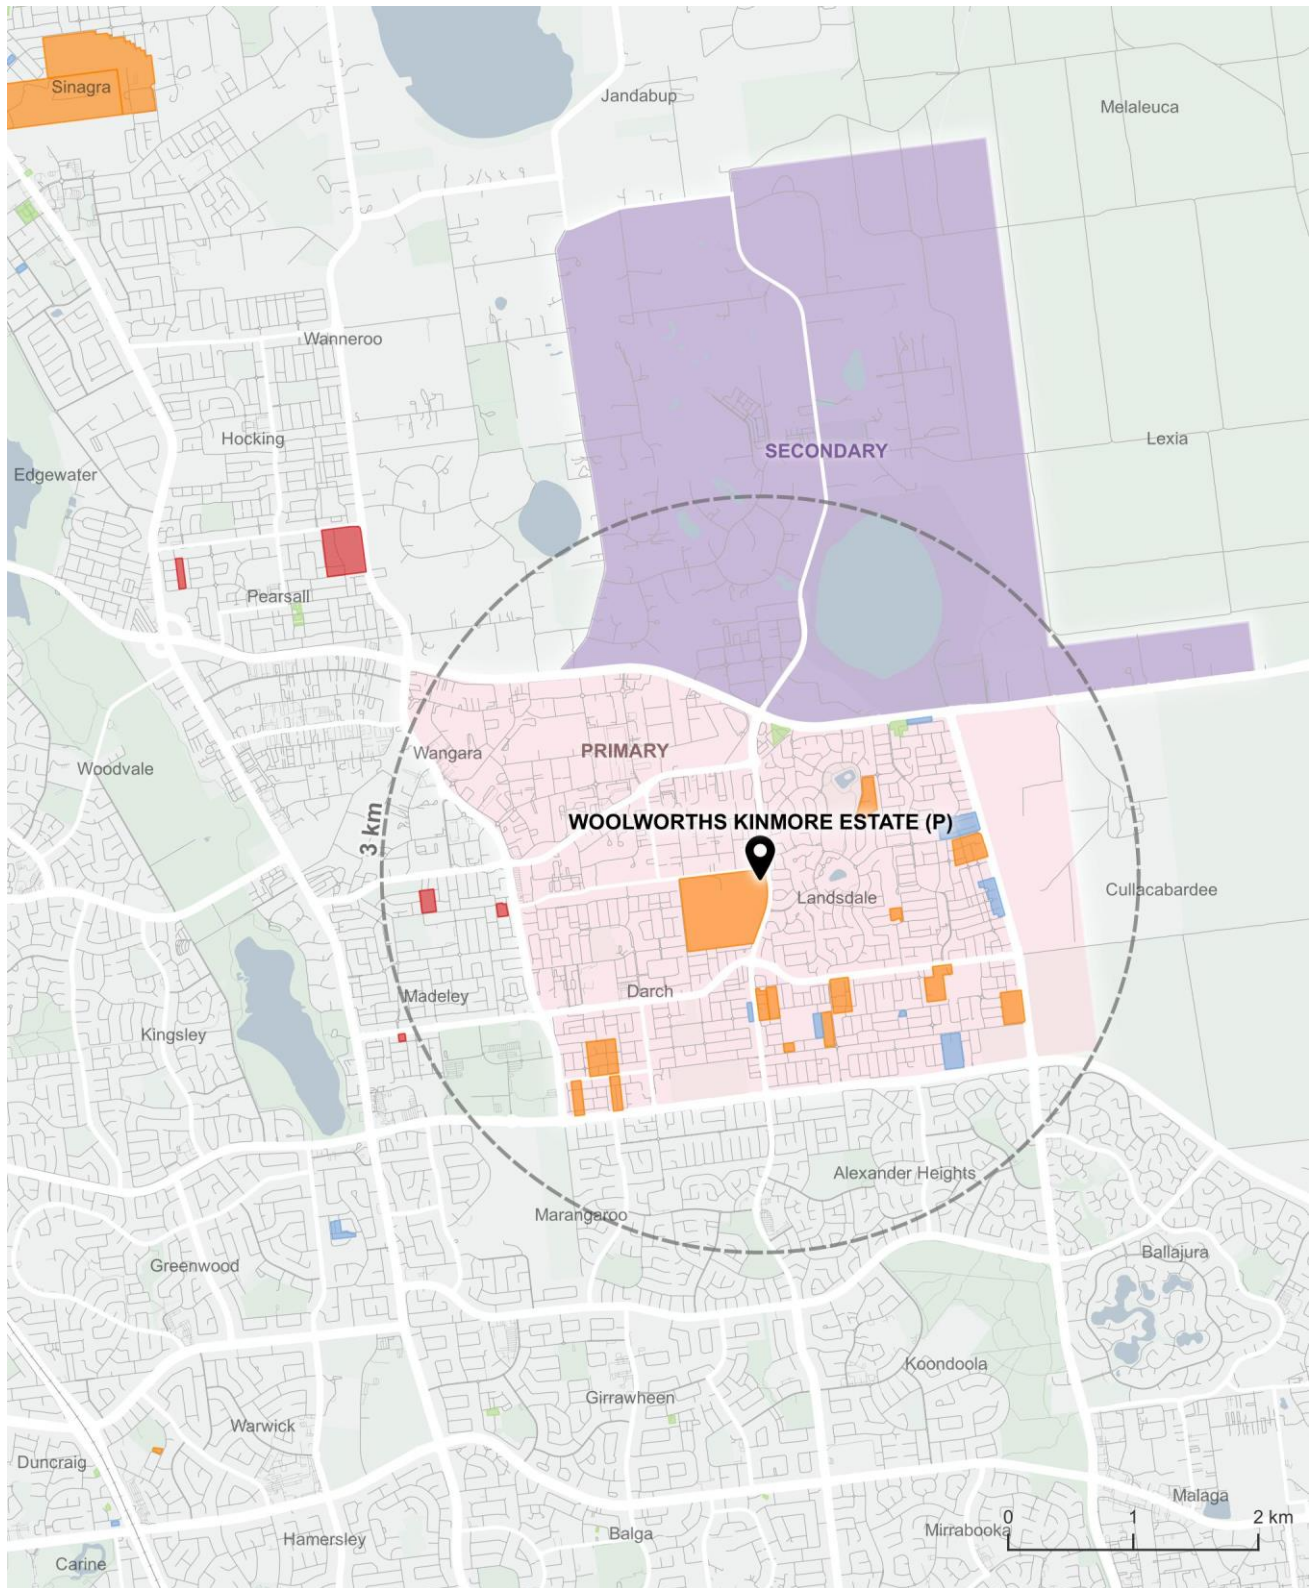 Sinagra
Jandabup
Melaleuca
Wanneroo
Hocking
Lexia
SECONDARY
Edgewater
Pearsall
PRIMARY
Wangara
Woodvale
WOOLWORTHS KINMORE ESTATE (P)
3 km
Cullacabardee
Landsdale
Darch
Madeley
Kingsley
Alexander Heights
Marangaroo
Ballajura
Greenwood
Koondoola
Girrawheen
Warwick
Duncraig
Malaga
0 1 2 km
Mirrabooka
Balga
Hamersley
Carine